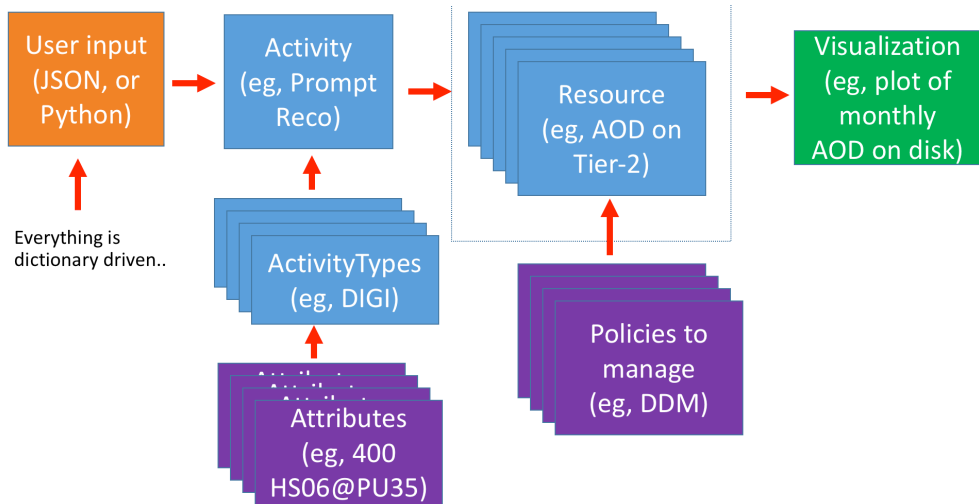 User input
(JSON, or
Python)
Activity
(eg, Prompt
Reco)
Resource
(eg, AOD on
Tier-2)
Visualization
(eg, plot of
monthly
AOD on disk)
Everything is
dictionary driven..
ActivityTypes
(eg, DIGI)
Policies to
manage
(eg, DDM)
Attributes
(eg, 400
HS06@PU35)